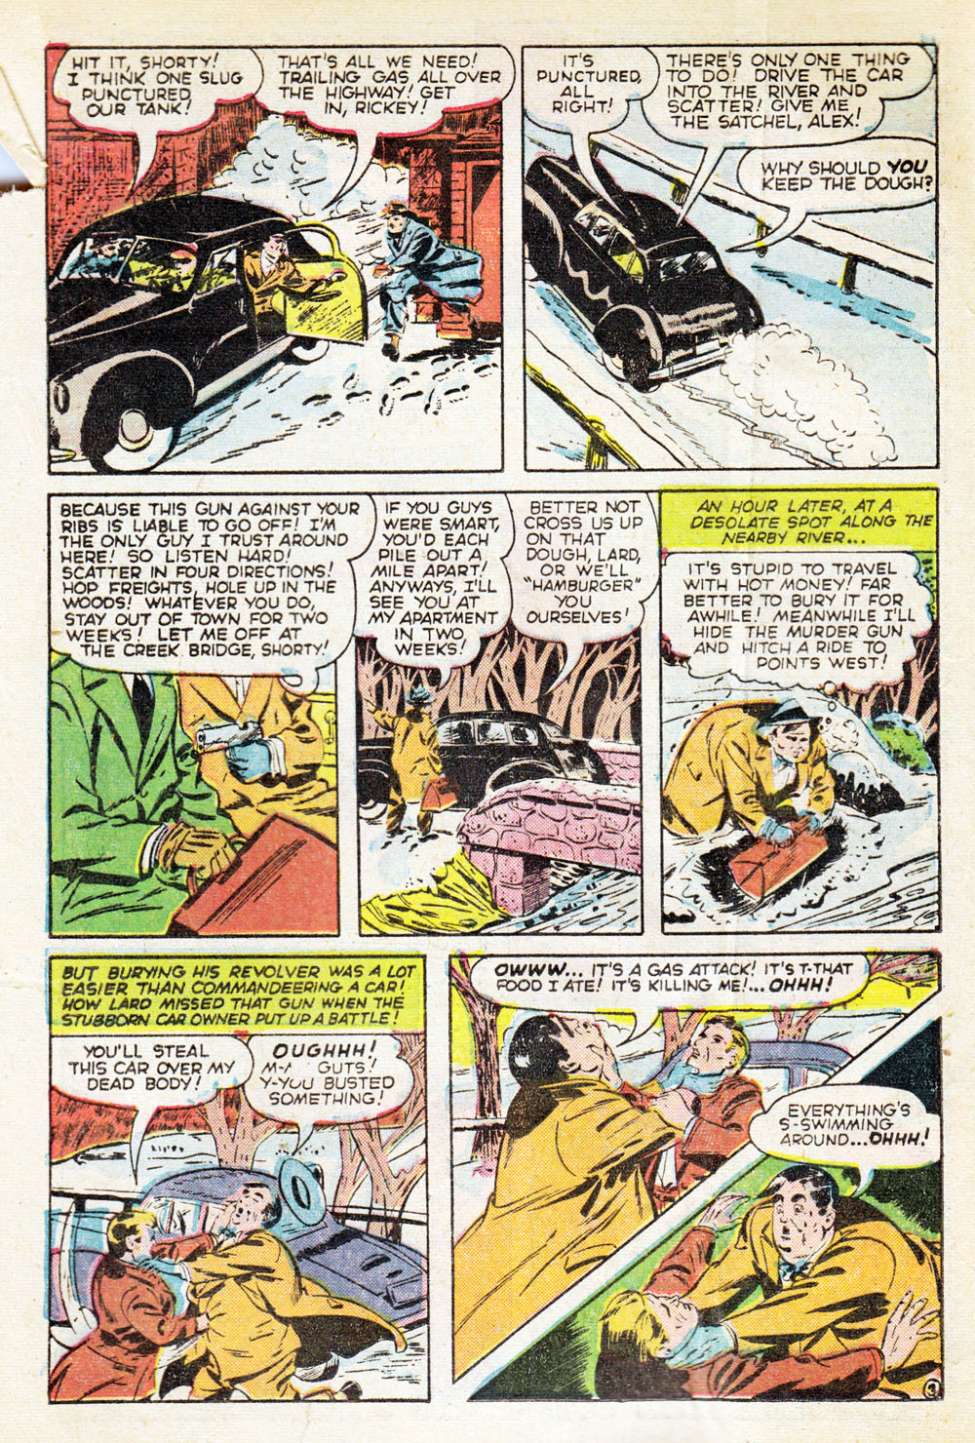 HIT IT, SHORTY!
I THINK ONE SLUG
PUNCTURED
OUR TANK!
THAT'S ALL WE NEED!
TRAILING GAS ALL OVER
THE HIGHWAY! GET
IN, RICKEY!
IT'S
PUNCTURED,
ALL
RIGHT!
THERE'S ONLY ONE THING
TO DO! DRIVE THE CAR
INTO THE RIVER AND
SCATTER! GIVE ME
THE SATCHEL, ALEX!
WHY SHOULD YOU
KEEP THE DOUGH?
BECAUSE THIS GUN AGAINST YOUR
RIBS IS LIABLE TO GO OFF! I'M
THE ONLY GUY I TRUST AROUND
HERE! SO LISTEN HARD!
SCATTER IN FOUR DIRECTIONS!
HOP FREIGHTS, HOLE UP IN THE
WOODS! WHATEVER YOU DO,
STAY OUT OF TOWN FOR TWO
WEEKS! LET ME OFF AT
THE CREEK BRIDGE, SHORTY!
IF YOU GUYS
WERE SMART,
YOU'D EACH
PILE OUT A
MILE APART!
ANYWAYS, I'LL
SEE YOU AT
MY APARTMENT
IN TWO
WEEKS!
BETTER NOT
CROSS US UP
ON THAT
DOUGH, LARD,
OR WE'LL
"HAMBURGER"
YOU
OURSELVES!
AN HOUR LATER, AT A
DESOLATE SPOT ALONG THE
NEARBY RIVER...
IT'S STUPID TO TRAVEL
WITH HOT MONEY! FAR
BETTER TO BURY IT FOR
AWHILE! MEANWHILE I'LL
HIDE THE MURDER GUN
AND HITCH A RIDE TO
POINTS WEST!
BUT BURYING HIS REVOLVER WAS A LOT
EASIER THAN COMMANDEERING A CAR!
HOW LARD MISSED THAT GUN WHEN THE
STUBBORN CAR OWNER PUT UP A BATTLE!
YOU'LL STEAL
THIS CAR OVER MY
DEAD BODY!
OUGHHH!
GUTS!
Y-YOU BUSTED
SOMETHING!
OWWW... IT'S A GAS ATTACK! IT'S T-THAT
FOOD I ATE! IT'S KILLING ME!...OHHH!
EVERYTHING'S
S-SWIMMING
AROUND...OHHH!
3